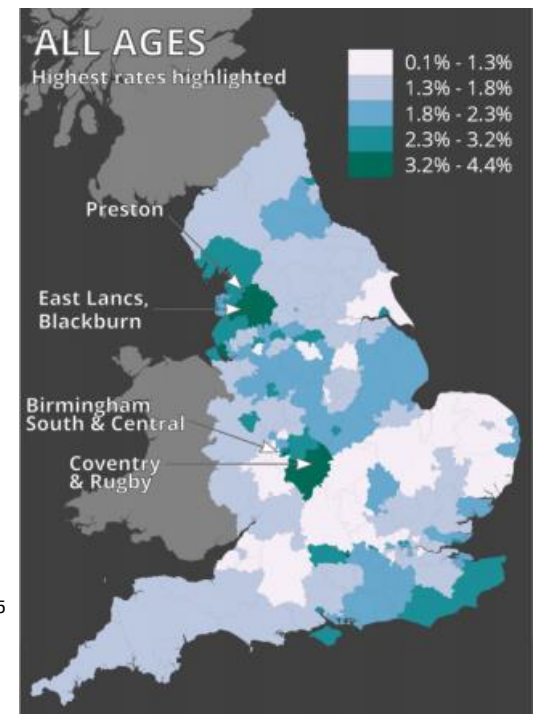 ALL AGES
Highest rates highlighted
0.1% - 1.3%
1.3% - 1.8%
1.8% - 2.3%
2.3% - 3.2%
3.2% - 4.4%
Preston
East Lancs,
Blackburn
Birmingham
South & Central
Coventry
& Rugby
5